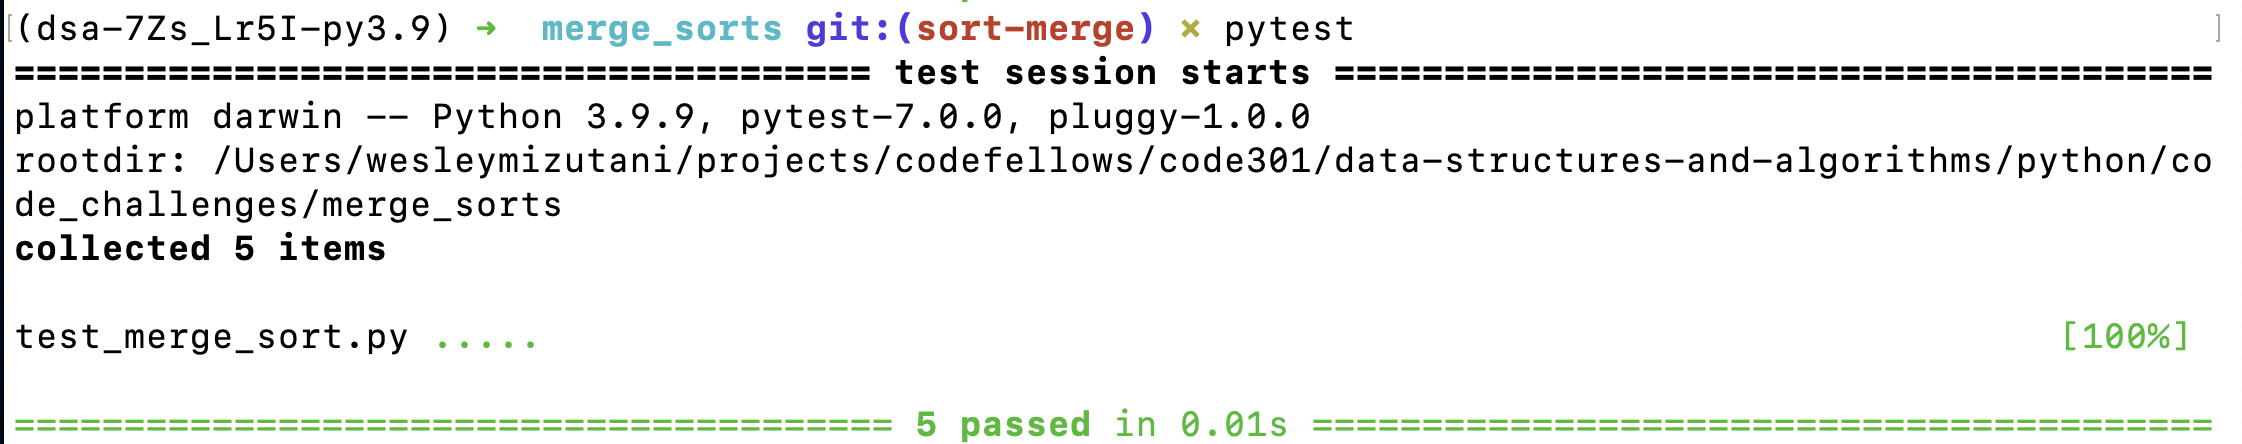 [(dsa-7Zs_Lr5I-py3.9) ➜  merge_sorts git:(sort-merge) ✗ pytest ]
======================================= test session starts ========================================
platform darwin -- Python 3.9.9, pytest-7.0.0, pluggy-1.0.0
rootdir: /Users/wesleymizutani/projects/codefellows/code301/data-structures-and-algorithms/python/co
de_challenges/merge_sorts
collected 5 items
test_merge_sort.py ..... [100%]
======================================== 5 passed in 0.01s =========================================